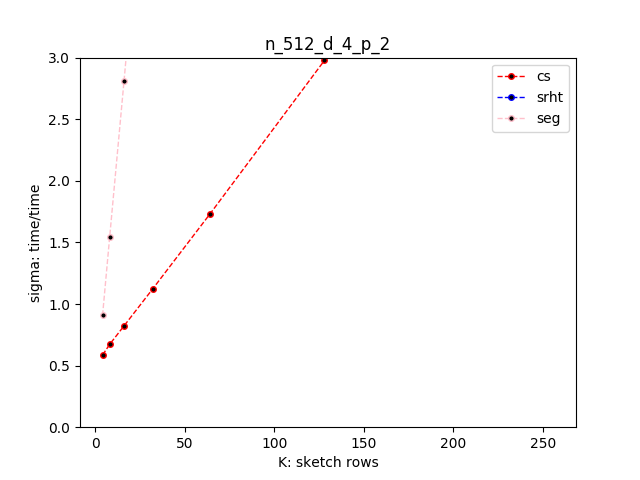 n_512_d_4_p_2
3.0
2.5
2.0
1.5
1.0
0.5
0.0
sigma: time/time
cs
srht
seg
0 50 100 150 200 250
K: sketch rows